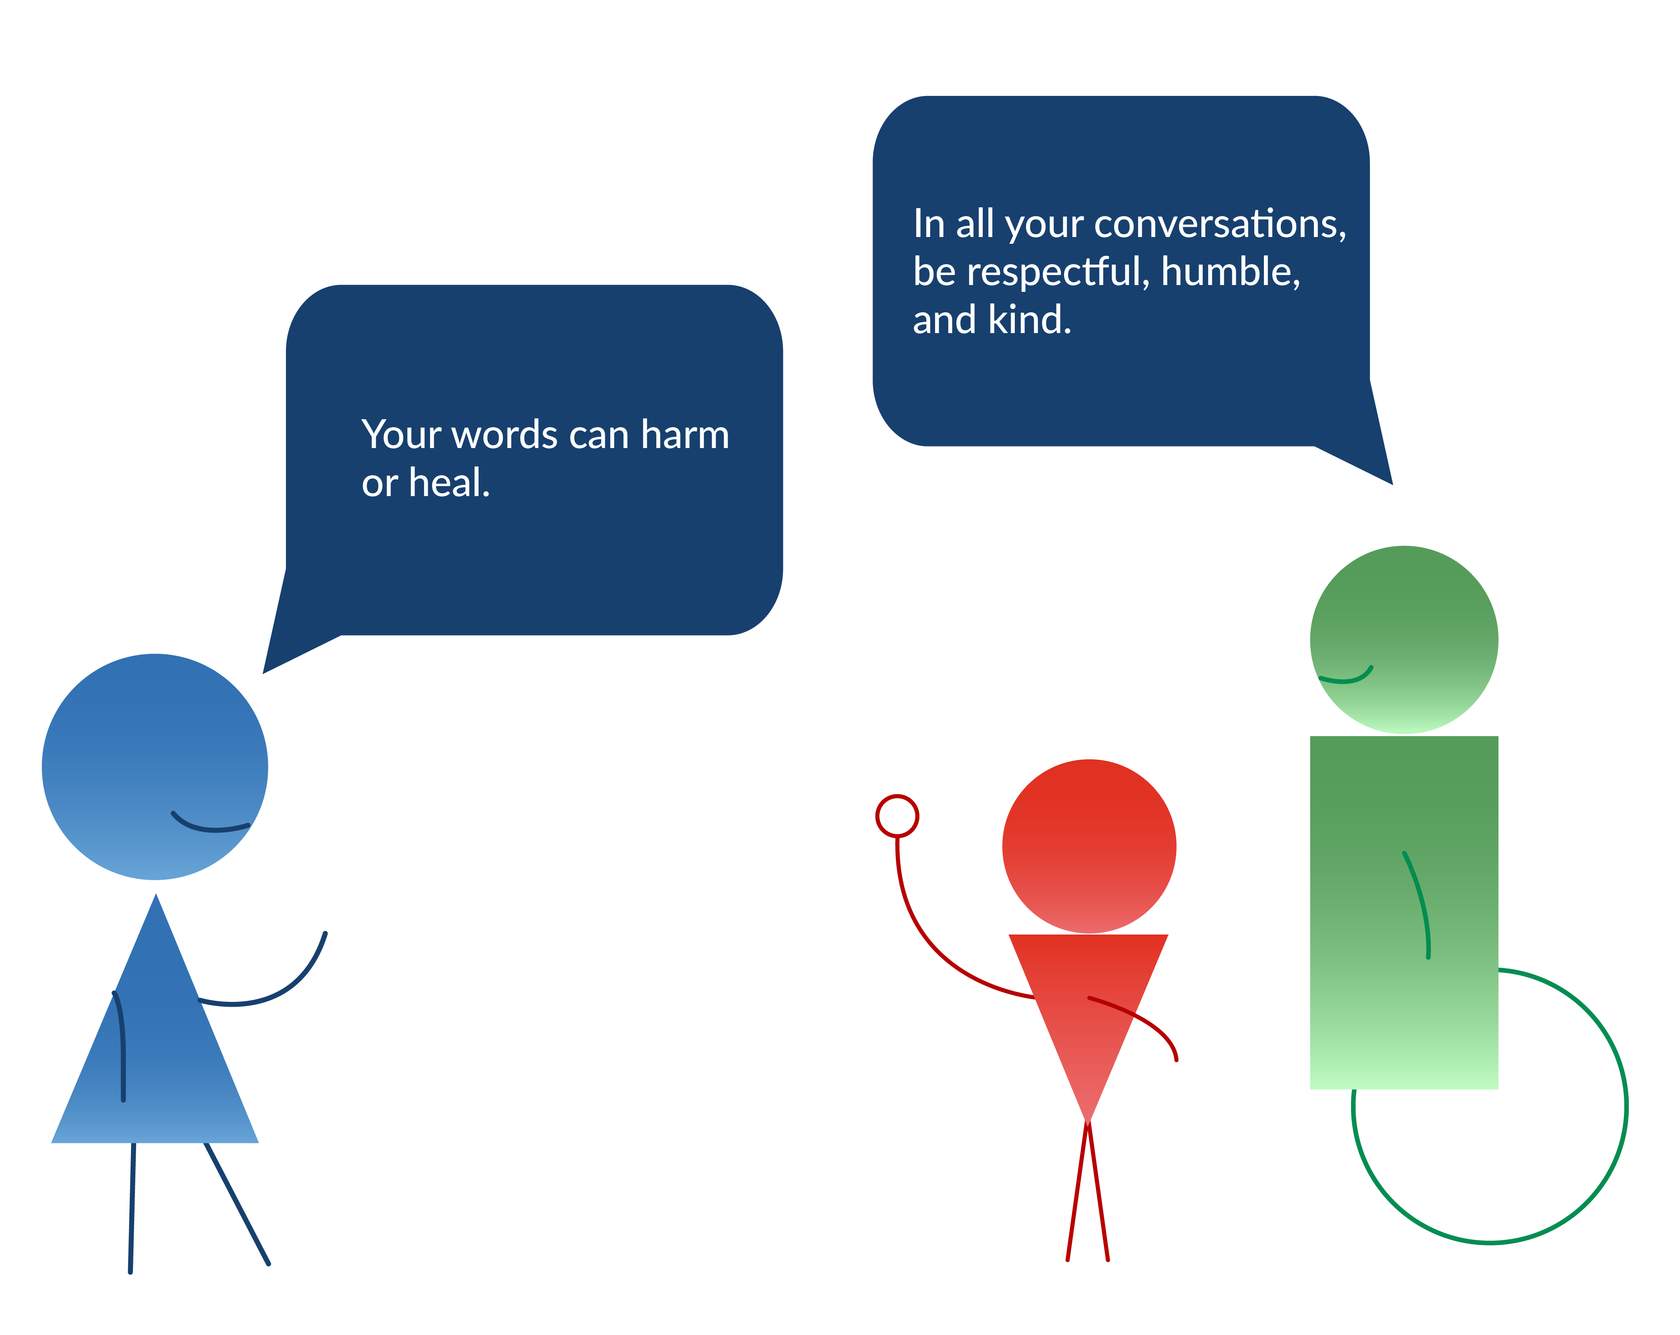 Your words can harm
or heal.
In all your conversations,
be respectful, humble,
and kind.